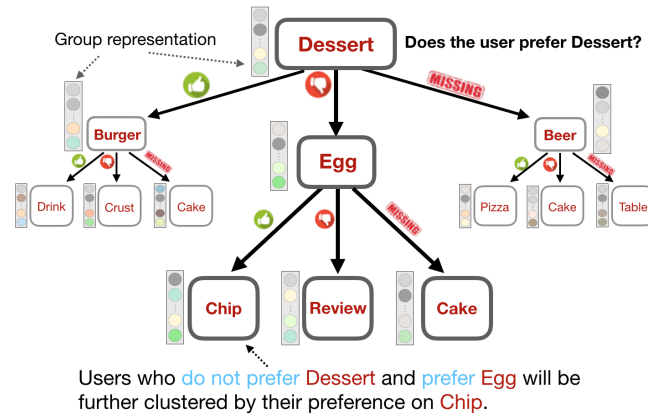 Group representation
Dessert
Does the user prefer Dessert?
MISSING
Burger
Egg
Beer
MISSING
MISSING
MISSING
Drink
Crust
Cake
Pizza
Cake
Table
Chip
Review
Cake
Users who do not prefer Dessert and prefer Egg will be
further clustered by their preference on Chip.